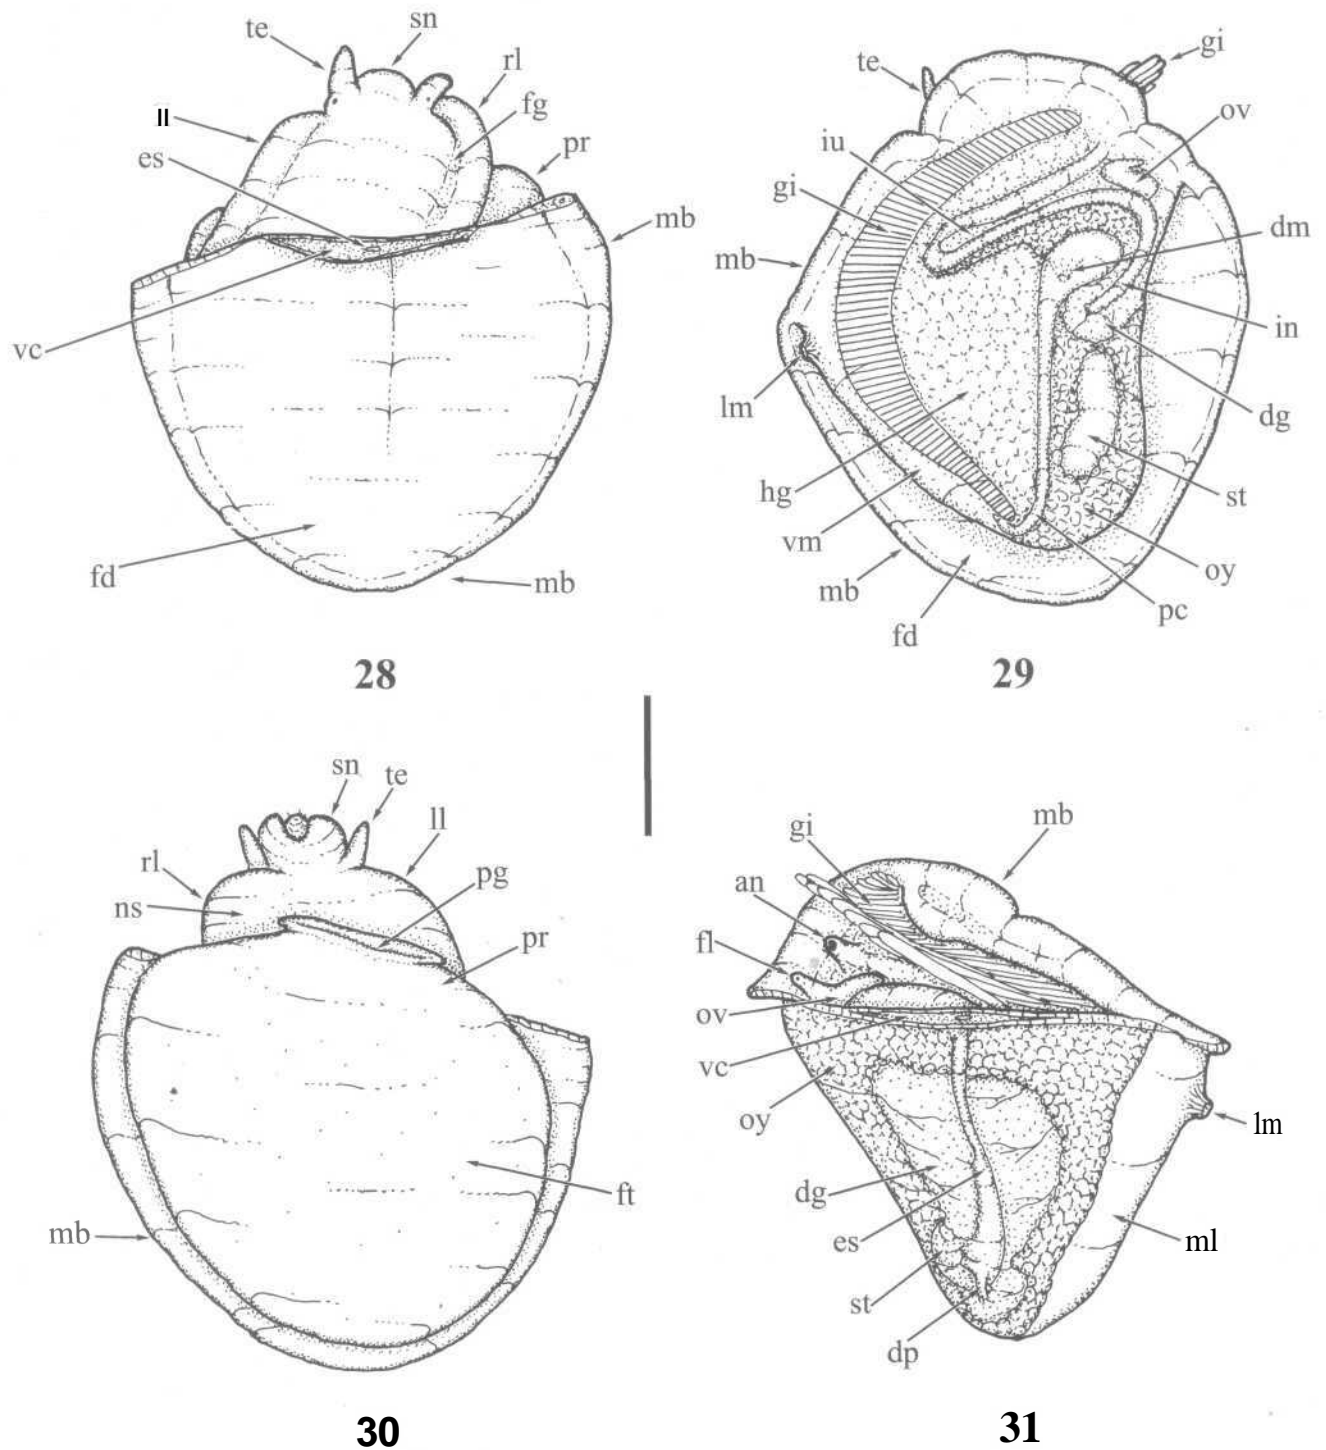 te
sn
rl
fg
ll
es
pr
mb
vc
fd
mb
28
te
gi
ov
iu
gi
dm
mb
in
lm
dg
hg
st
vm
oy
mb
pc
fd
29
sn
te
ll
rl
pg
ns
pr
ft
mb
30
mb
gi
an
fl
ov
vc
oy
lm
dg
es
ml
st
dp
31